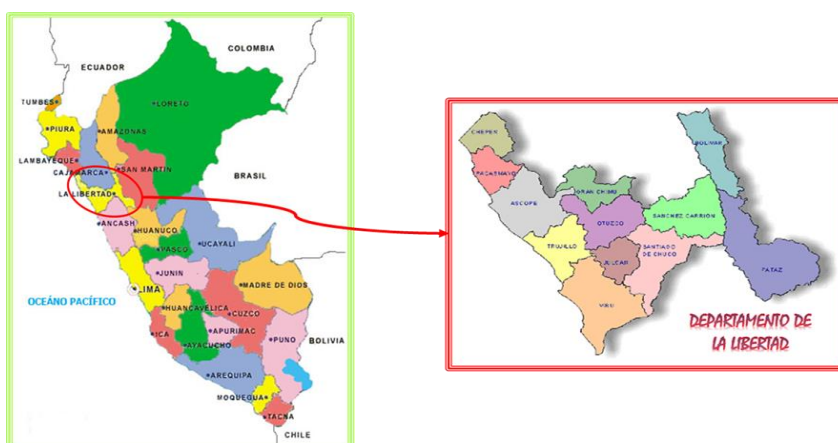 COLOMBIA
ECUADOR
TUMBES
LORETO
PIURA
AMAZONAS
LAMBAYEQUE
CAJAMARCA
SAN MARTIN
BRASIL
LA LIBERTAD
ANCASH
HUANUCO
UCAYALI
PASCO
JUNIN
LIMA
MADRE DE DIOS
OCEÁNO PACÍFICO
HUANCAVELICA
CUZCO
ICA
APURIMAC
AYACUCHO
PUNO
BOLIVIA
AREQUIPA
MOQUEGUA
TACNA
CHILE
CHEPEN
PACASMAYO
ASCOPE
GRAN CHIMU
BOLIVAR
OTUZCO
SANCHEZ CARRION
TRUJILLO
JULCAN
SANTIAGO
DE CHUCO
PATAZ
VIRU
DEPARTAMENTO DE
LA LIBERTAD